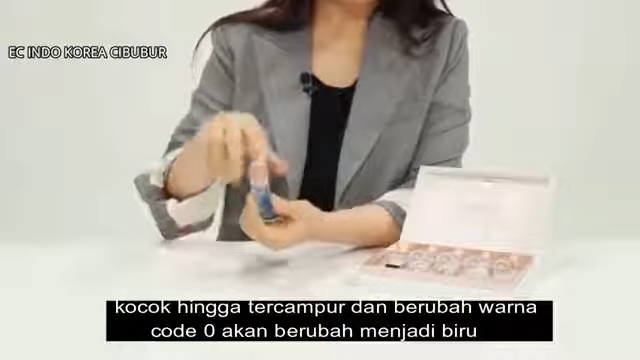 EC INDO KOREA CIBUBUR
kocok hingga tercampur dan berubah warna
code 0 akan berubah menjadi biru